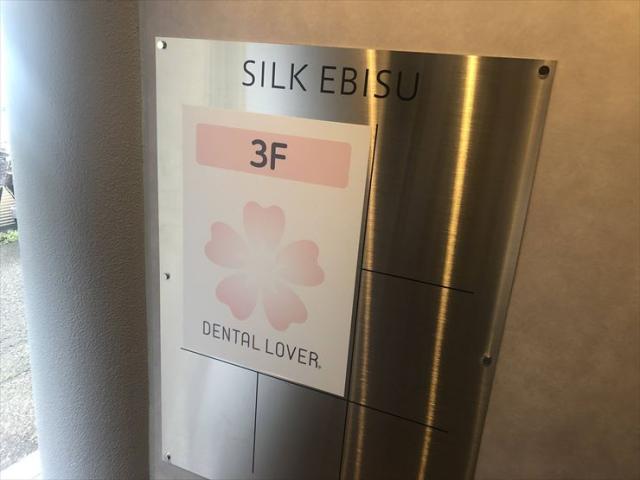 SILK EBISU
3F
DENTAL LOVER®